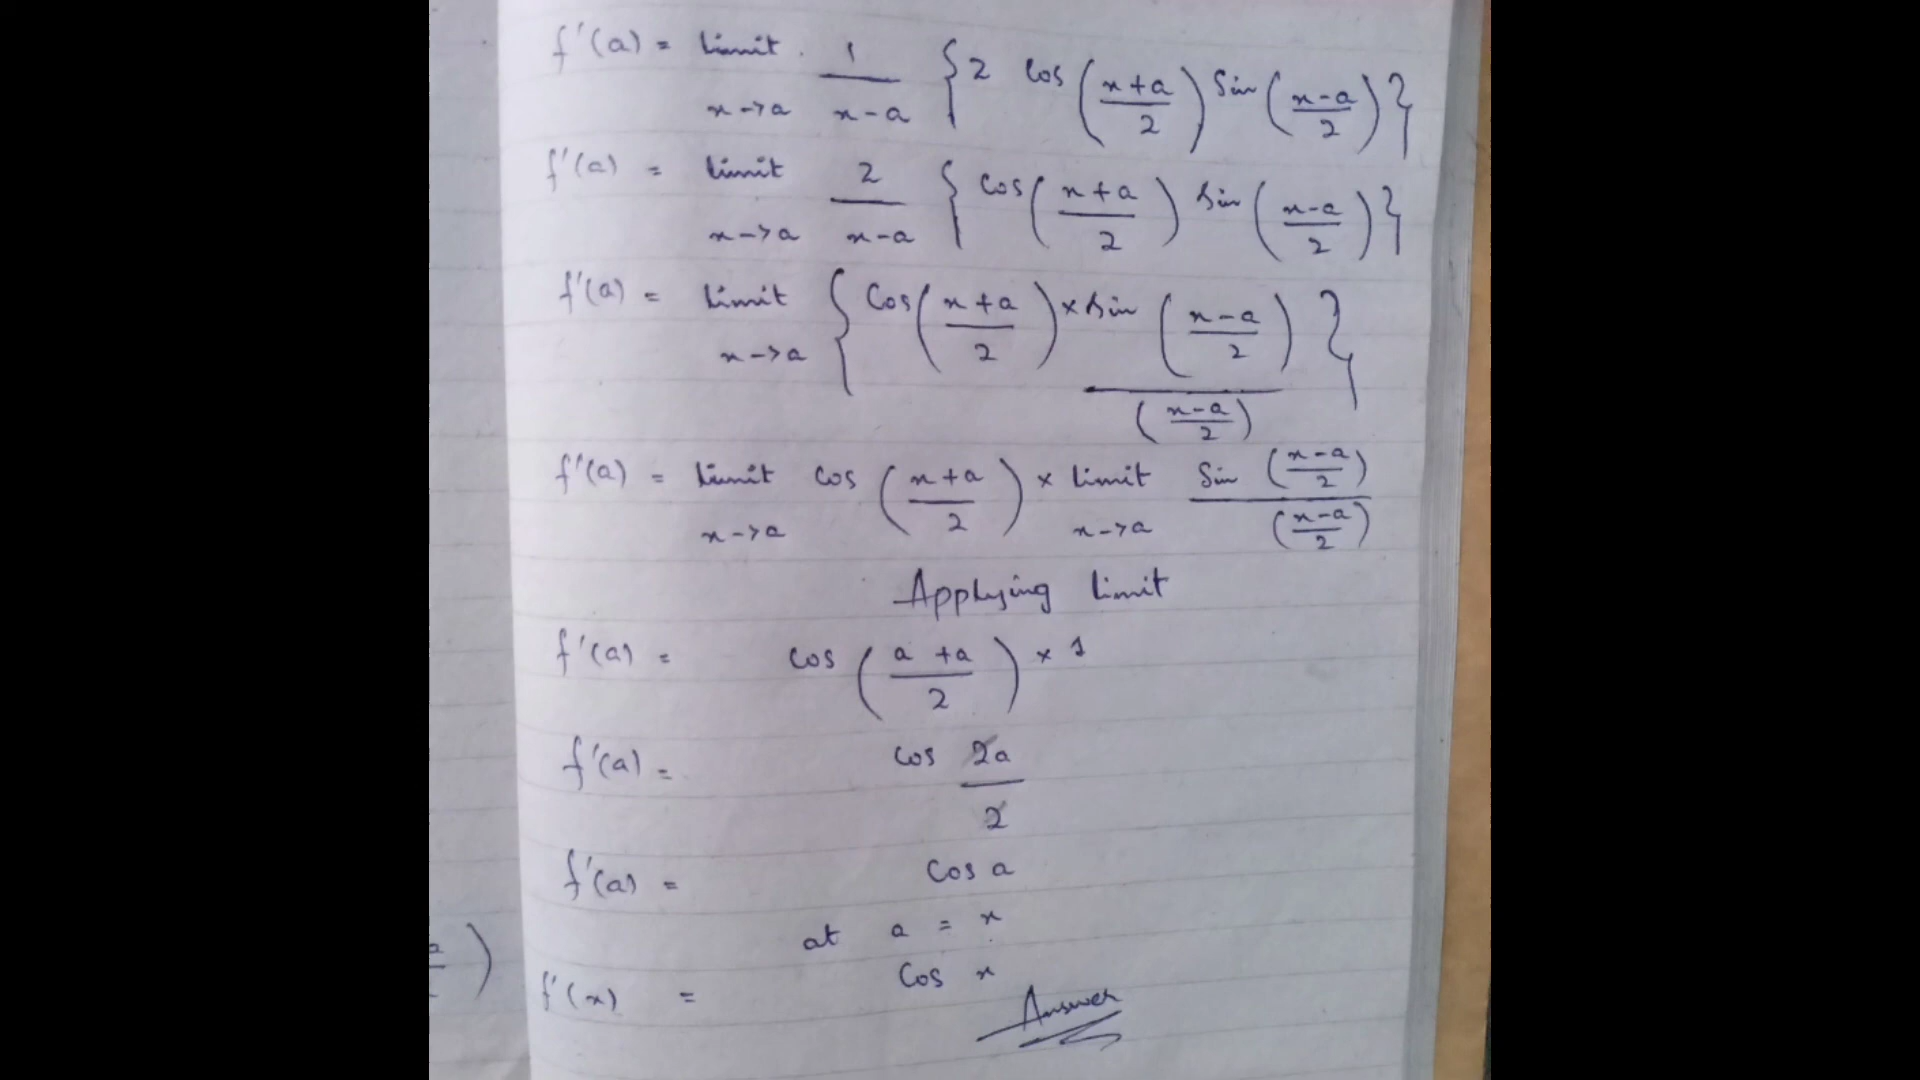 f'(a) = Limit x->a 1/(x-a) {2 Cos((x+a)/2) Sin((x-a)/2)}
f'(a) = Limit x->a 2/(x-a) {Cos((x+a)/2) Sin((x-a)/2)}
f'(a) = Limit x->a {Cos((x+a)/2) × Sin((x-a)/2)/((x-a)/2)}
f'(a) = Limit x->a Cos((x+a)/2) × Limit x->a Sin((x-a)/2)/((x-a)/2)
Applying Limit
f'(a) = Cos((a+a)/2) × 1
f'(a) = Cos 2a/2
f'(a) = Cos a
at a = x
f'(x) = Cos x
Answer
2
)